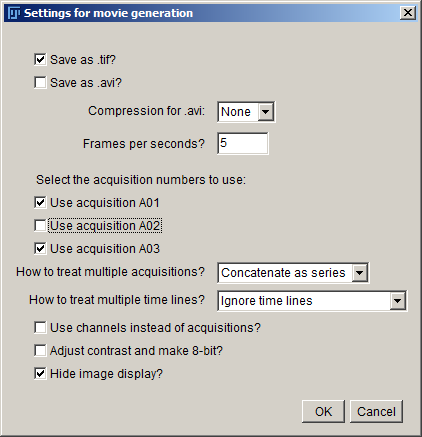 Settings for movie generation
Save as .tif?
Save as .avi?
Compression for .avi: None
Frames per seconds? 5
Select the acquisition numbers to use:
Use acquisition A01
Use acquisition A02
Use acquisition A03
How to treat multiple acquisitions? Concatenate as series
How to treat multiple time lines? Ignore time lines
Use channels instead of acquisitions?
Adjust contrast and make 8-bit?
Hide image display?
OK Cancel